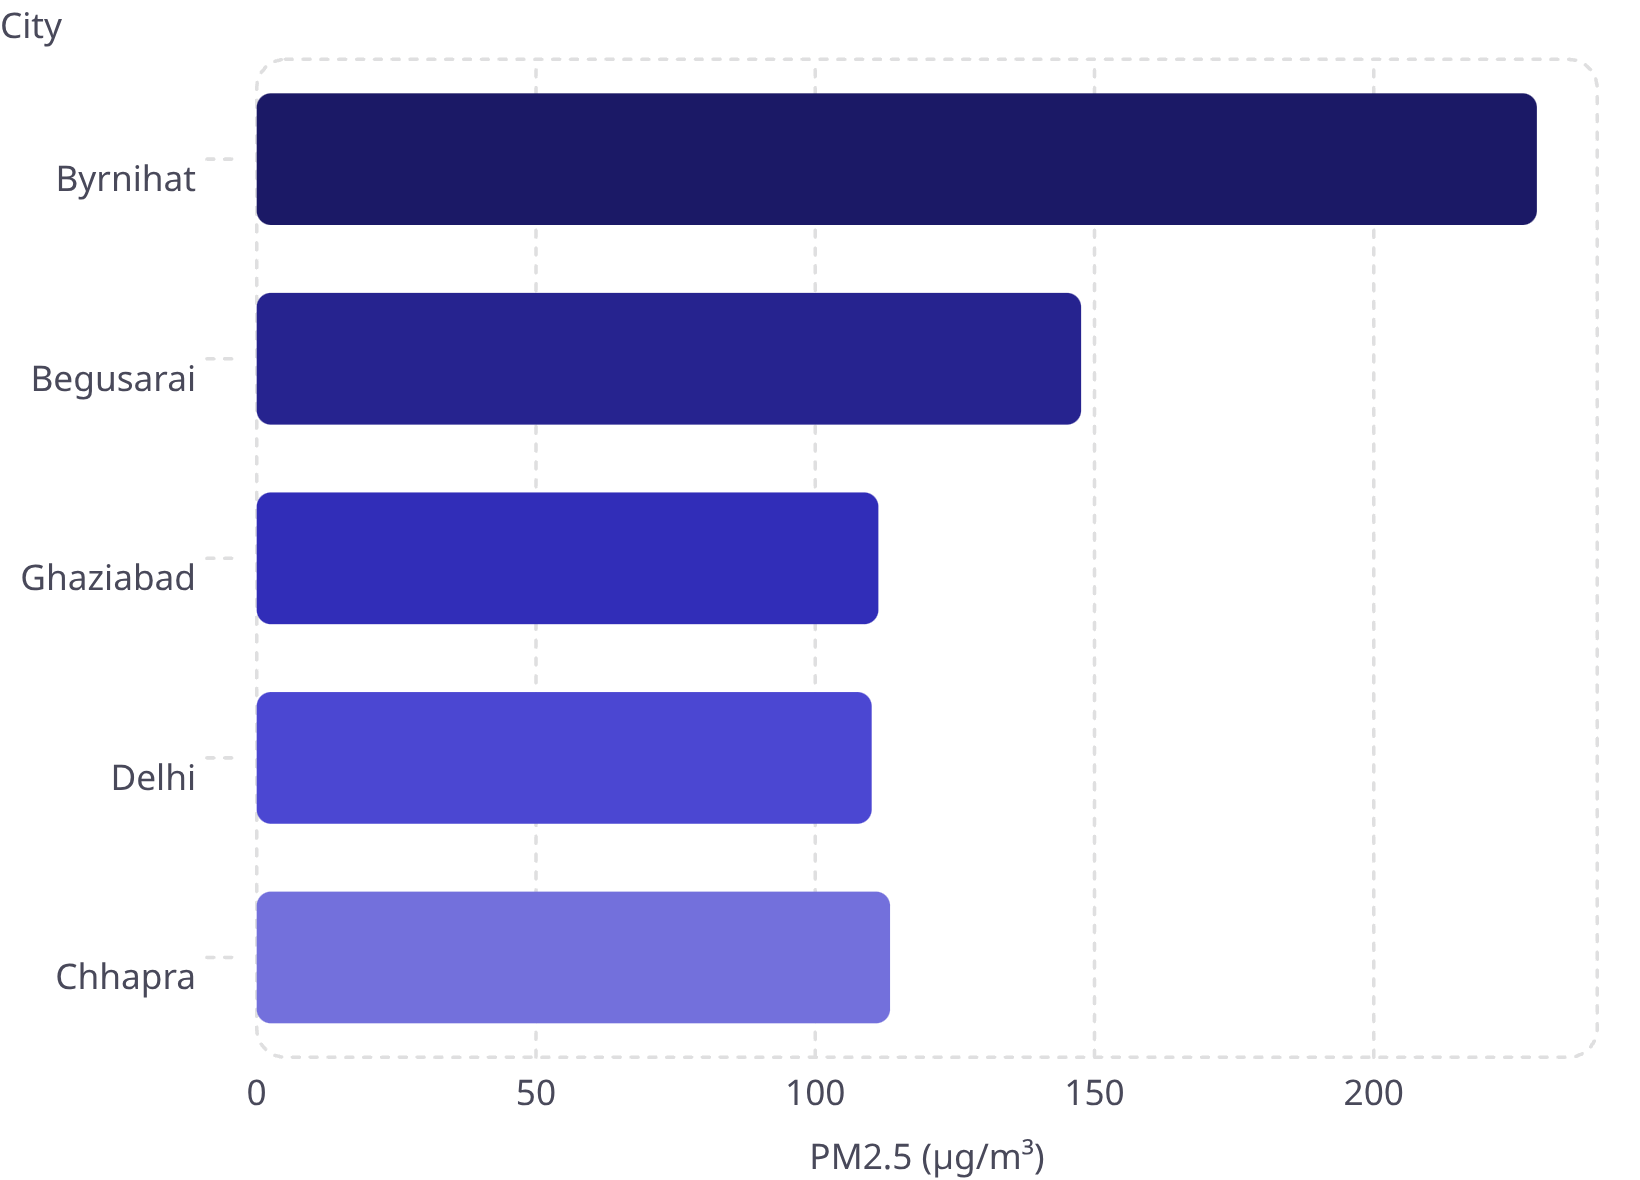 City
Byrnihat
Begusarai
Ghaziabad
Delhi
Chhapra
0 50 100 150 200
PM2.5 (µg/m³)